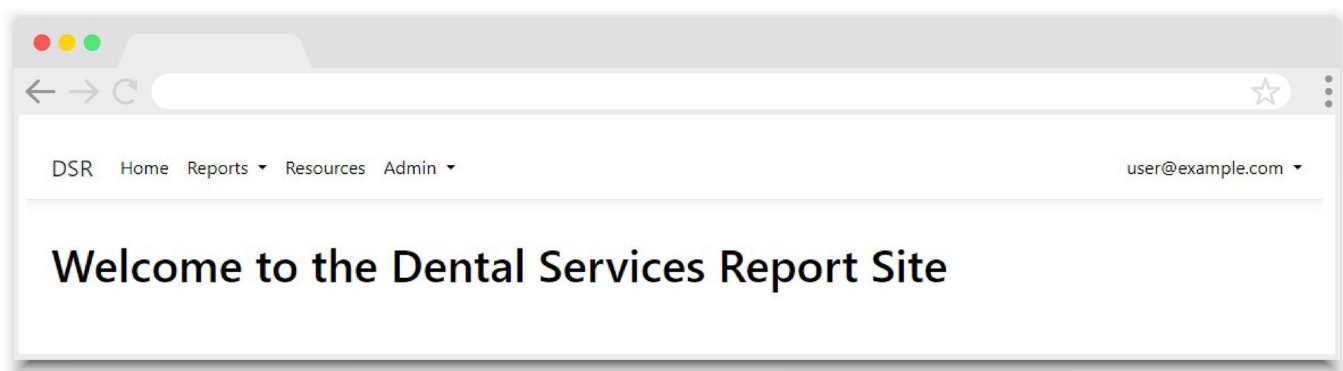 DSR Home Reports Resources Admin user@example.com
Welcome to the Dental Services Report Site